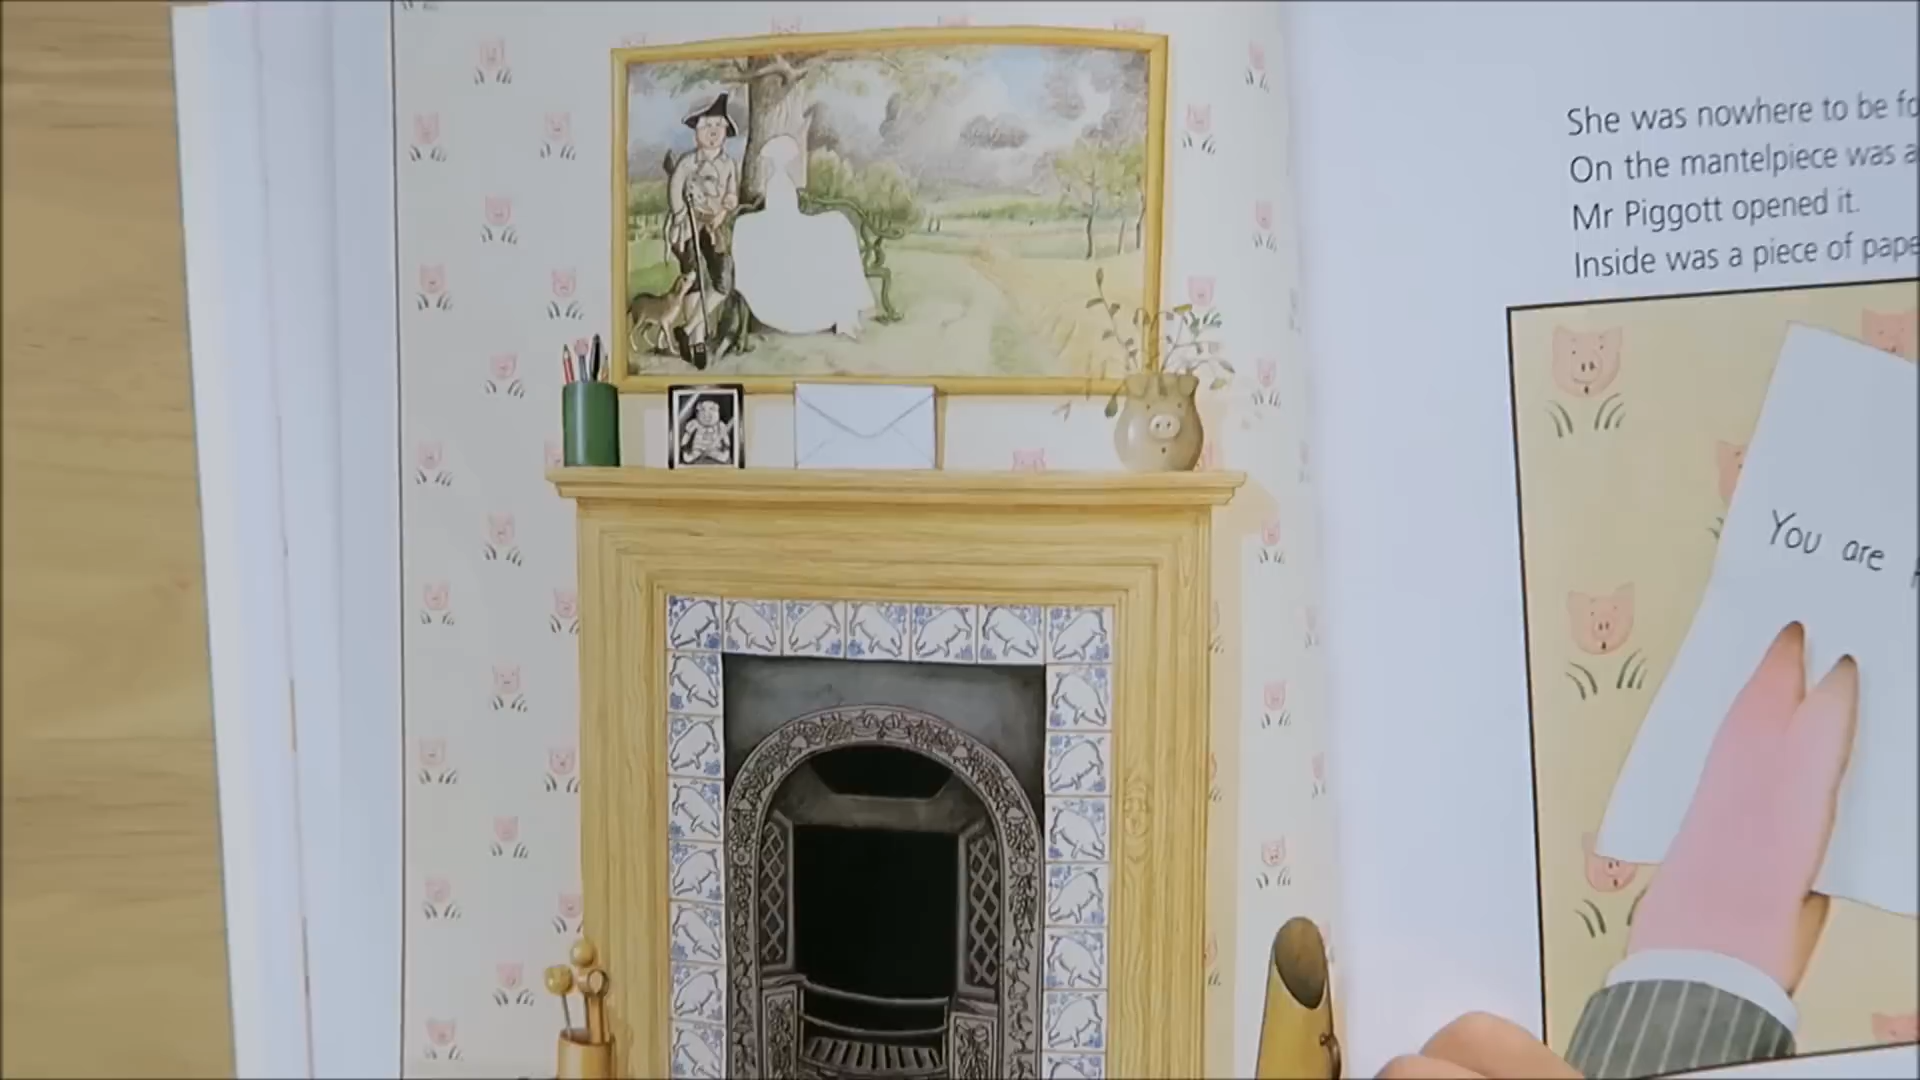 She was nowhere to be fo
On the mantelpiece was a
Mr Piggott opened it.
Inside was a piece of pape
You are